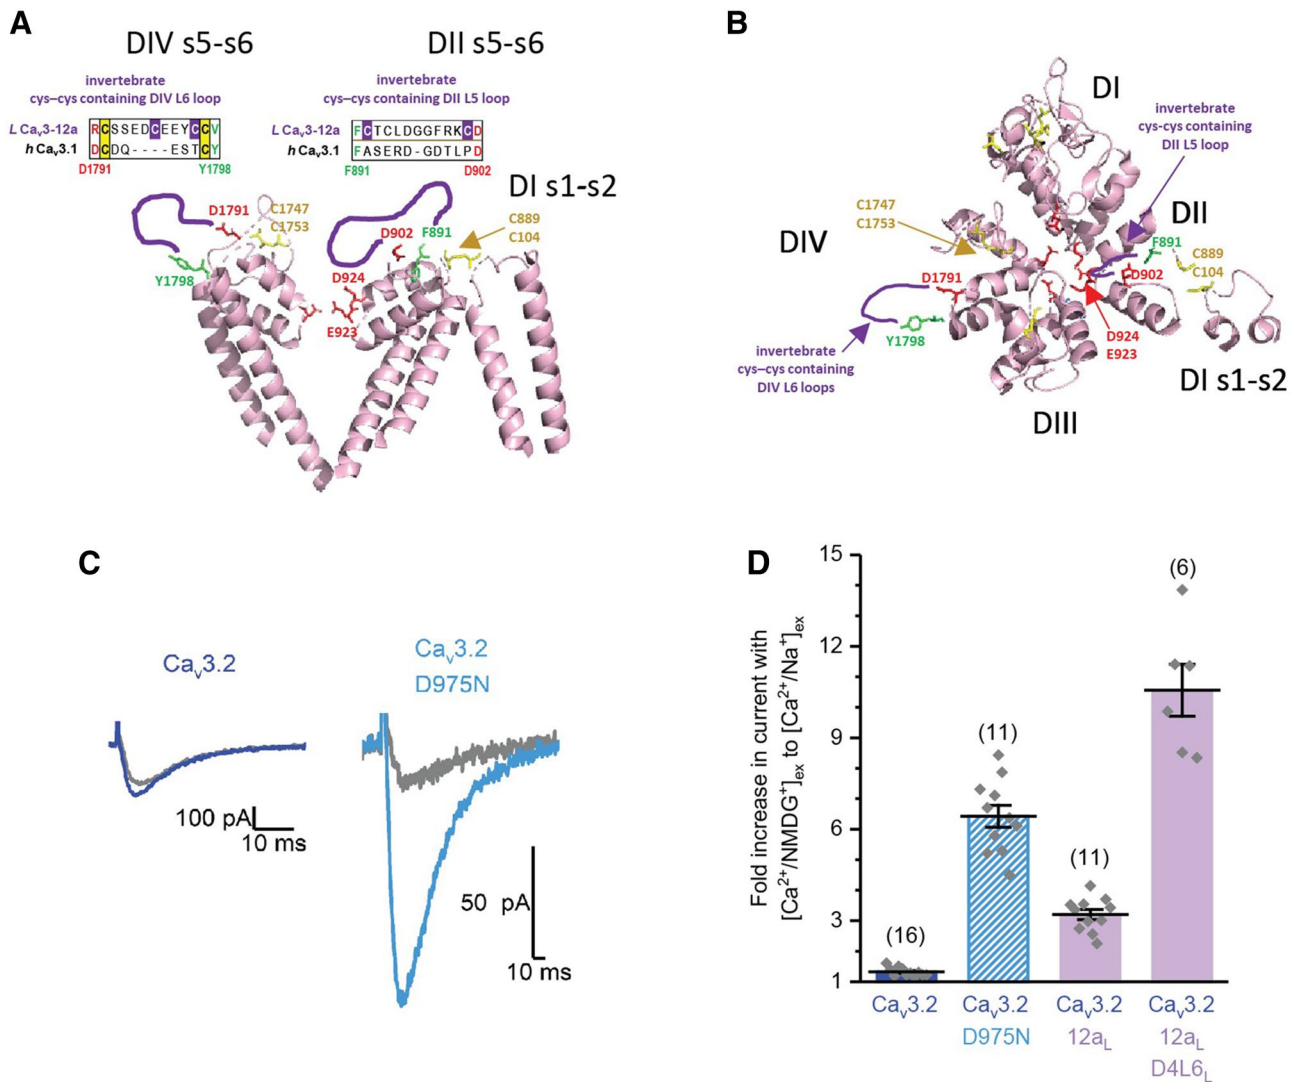 A
DIV s5-s6
DII s5-s6
invertebrate
cys–cys containing DIV L6 loop
invertebrate
cys–cys containing DII L5 loop
L Cav3-12a RCSSEDCEEYCCV
h Cav3.1 DCDQ----ESTCY
D1791 Y1798
L Cav3-12a FCTCLDGGFRKCD
h Cav3.1 FASERD-GDTLPD
F891 D902
DI s1-s2
D1791
C1747
C1753
Y1798
D902
F891
C889
C104
D924
E923
B
DI
invertebrate
cys-cys containing
DII L5 loop
C1747
C1753
DII
DIV
F891
C889
C104
D1791
D902
Y1798
D924
E923
invertebrate
cys–cys containing
DIV L6 loops
DI s1-s2
DIII
C
Cav3.2
Cav3.2
D975N
100 pA
10 ms
50 pA
10 ms
D
Fold increase in current with
[Ca2+/NMDG+]ex to [Ca2+/Na+]ex
15
12
9
6
3
1
(16)
(11)
(11)
(6)
Cav3.2
Cav3.2
D975N
Cav3.2
12aL
Cav3.2
12aL
D4L6L